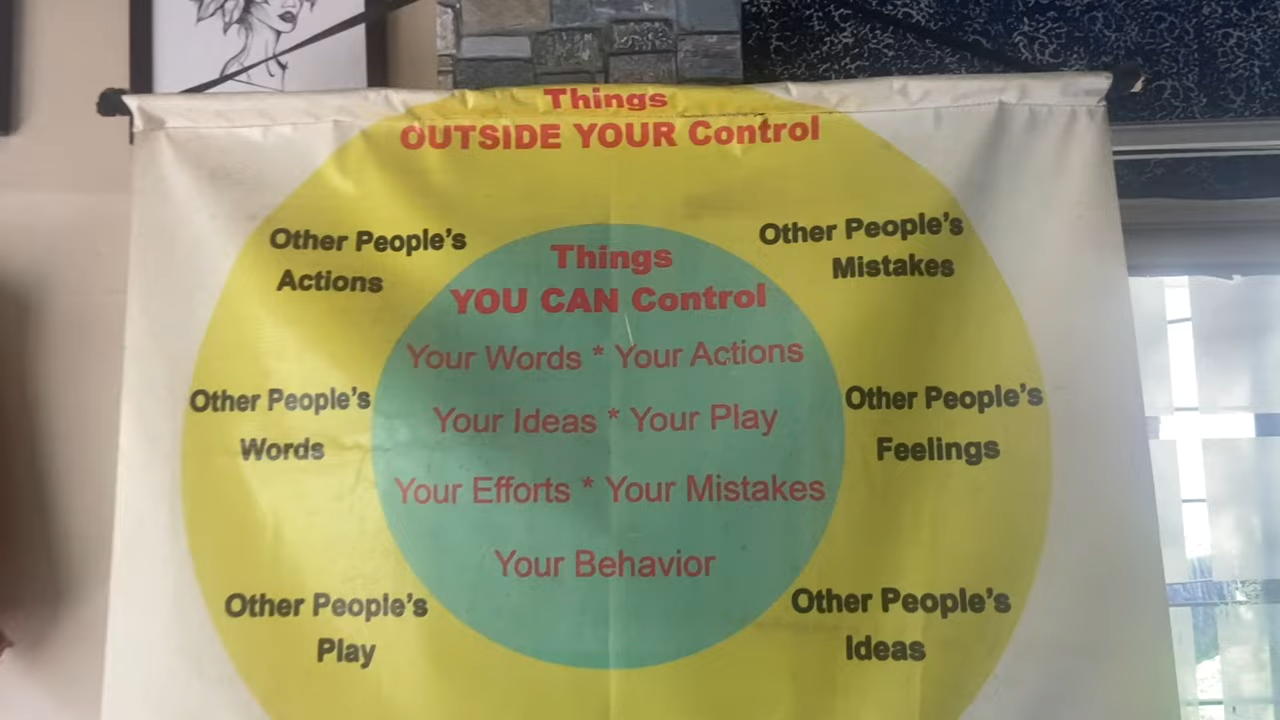 Things
OUTSIDE YOUR Control
Other People's
Actions
Other People's
Mistakes
Things
YOU CAN Control
Your Words * Your Actions
Your Ideas * Your Play
Your Efforts * Your Mistakes
Your Behavior
Other People's
Words
Other People's
Feelings
Other People's
Play
Other People's
Ideas